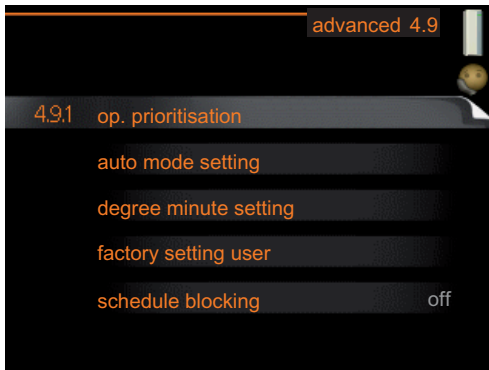 advanced 4.9
4.9.1 op. prioritisation
auto mode setting
degree minute setting
factory setting user
schedule blocking off